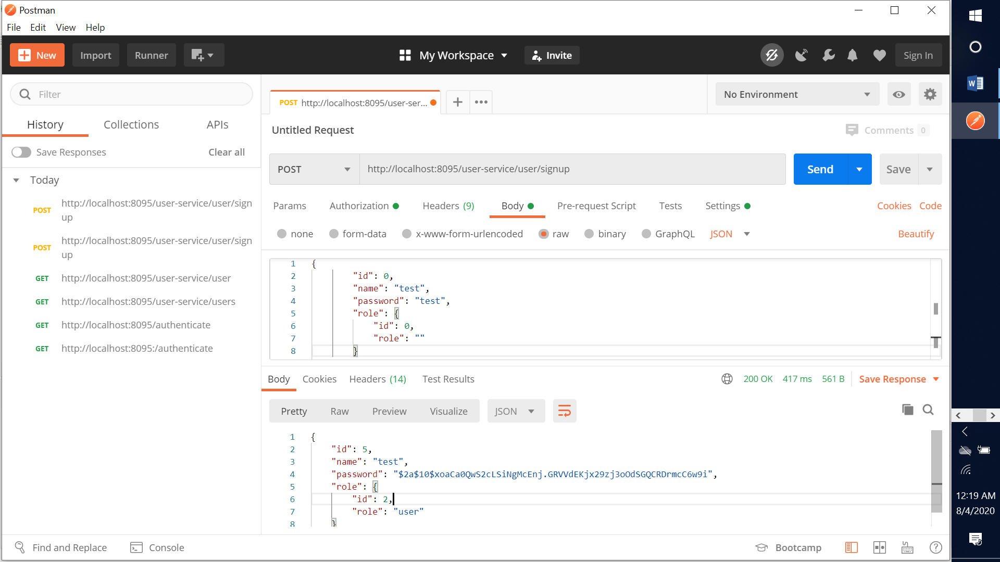 Postman
File Edit View Help
New Import Runner My Workspace Invite Sign In
Filter
History Collections APIs
Save Responses Clear all
Today
POST http://localhost:8095/user-service/user/sign
up
POST http://localhost:8095/user-service/user/sign
up
GET http://localhost:8095/user-service/user
GET http://localhost:8095/user-service/users
GET http://localhost:8095/authenticate
GET http://localhost:8095:/authenticate
POST http://localhost:8095/user-ser... + •••
No Environment
Untitled Request
Comments 0
POST http://localhost:8095/user-service/user/signup Send Save
Params Authorization Headers (9) Body Pre-request Script Tests Settings Cookies Code
none form-data x-www-form-urlencoded raw binary GraphQL JSON Beautify
1 {
2 "id": 0,
3 "name": "test",
4 "password": "test",
5 "role": {
6 "id": 0,
7 "role": ""
8 }
Body Cookies Headers (14) Test Results 200 OK 417 ms 561 B Save Response
Pretty Raw Preview Visualize JSON
1 {
2 "id": 5,
3 "name": "test",
4 "password": "$2a$10$xoaCa0QwS2cLSiNgMcEnj.GRVVdEKjx29zj3oOdSGQCRDrmcC6w9i",
5 "role": {
6 "id": 2,
7 "role": "user"
8 }
Find and Replace Console Bootcamp
12:19 AM
8/4/2020